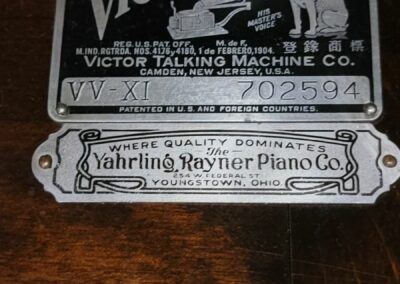 HIS
MASTER'S
VOICE
REG. U.S. PAT. OFF. M. de F.
M. IND. RGTRDA. NOS. 4176-4180, 1 de FEBRERO, 1904. 登錄商標
VICTOR TALKING MACHINE CO.
CAMDEN, NEW JERSEY, U.S.A.
VV-XI 702594
PATENTED IN U.S. AND FOREIGN COUNTRIES.
WHERE QUALITY DOMINATES
The
Yahrling Rayner Piano Co.
254 W. FEDERAL ST.
YOUNGSTOWN, OHIO.